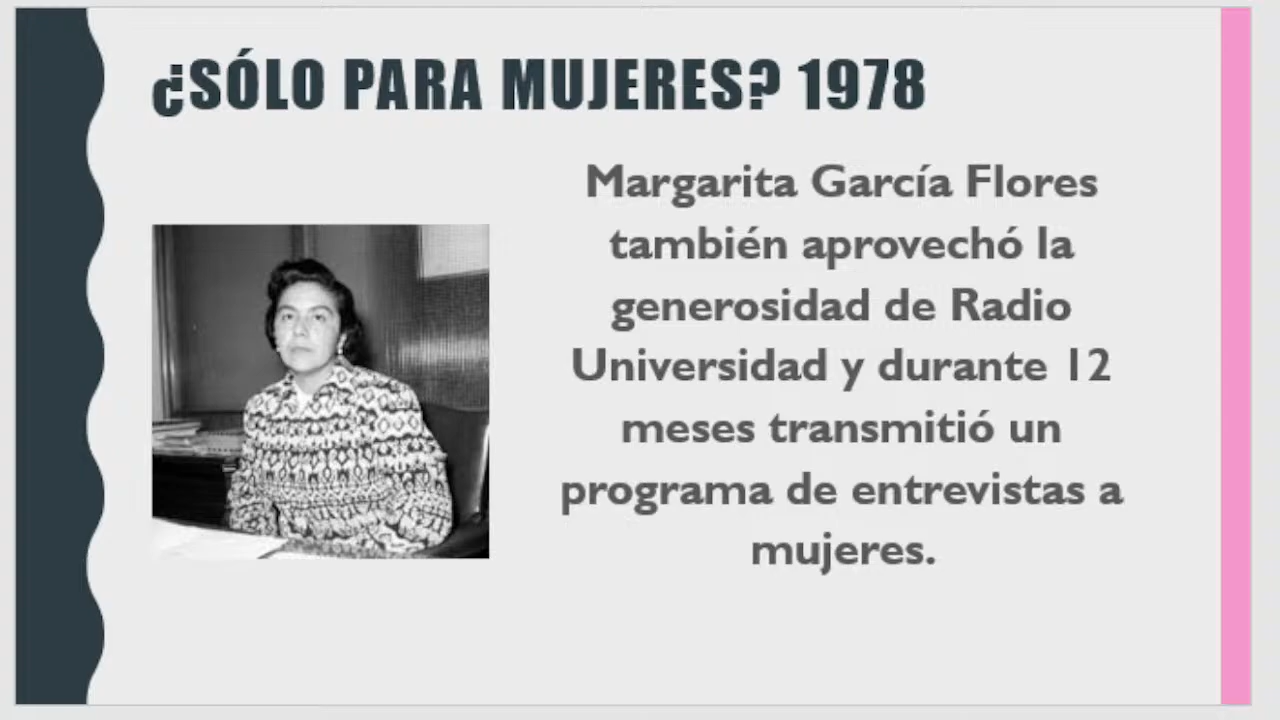 ¿SÓLO PARA MUJERES? 1978
Margarita García Flores
también aprovechó la
generosidad de Radio
Universidad y durante 12
meses transmitió un
programa de entrevistas a
mujeres.